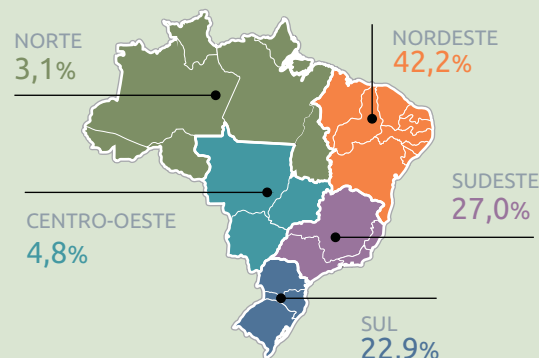 NORTE
3,1%
NORDESTE
42,2%
SUDESTE
27,0%
CENTRO-OESTE
4,8%
SUL
22,9%